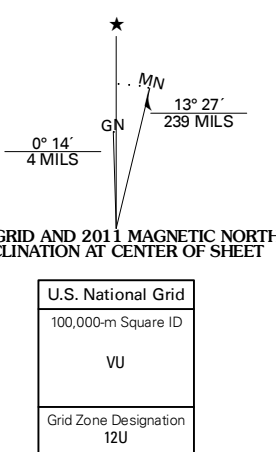 ★
MN
GN
13° 27´
239 MILS
0° 14´
4 MILS
GRID AND 2011 MAGNETIC NORTH
CLINATION AT CENTER OF SHEET
U.S. National Grid
100,000-m Square ID
VU
Grid Zone Designation
12U